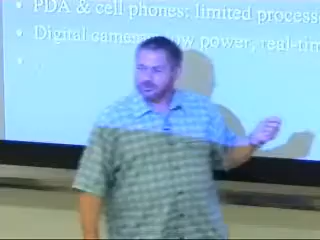 • PDA & cell phones: limited process
• Digital camera low power, real-tim